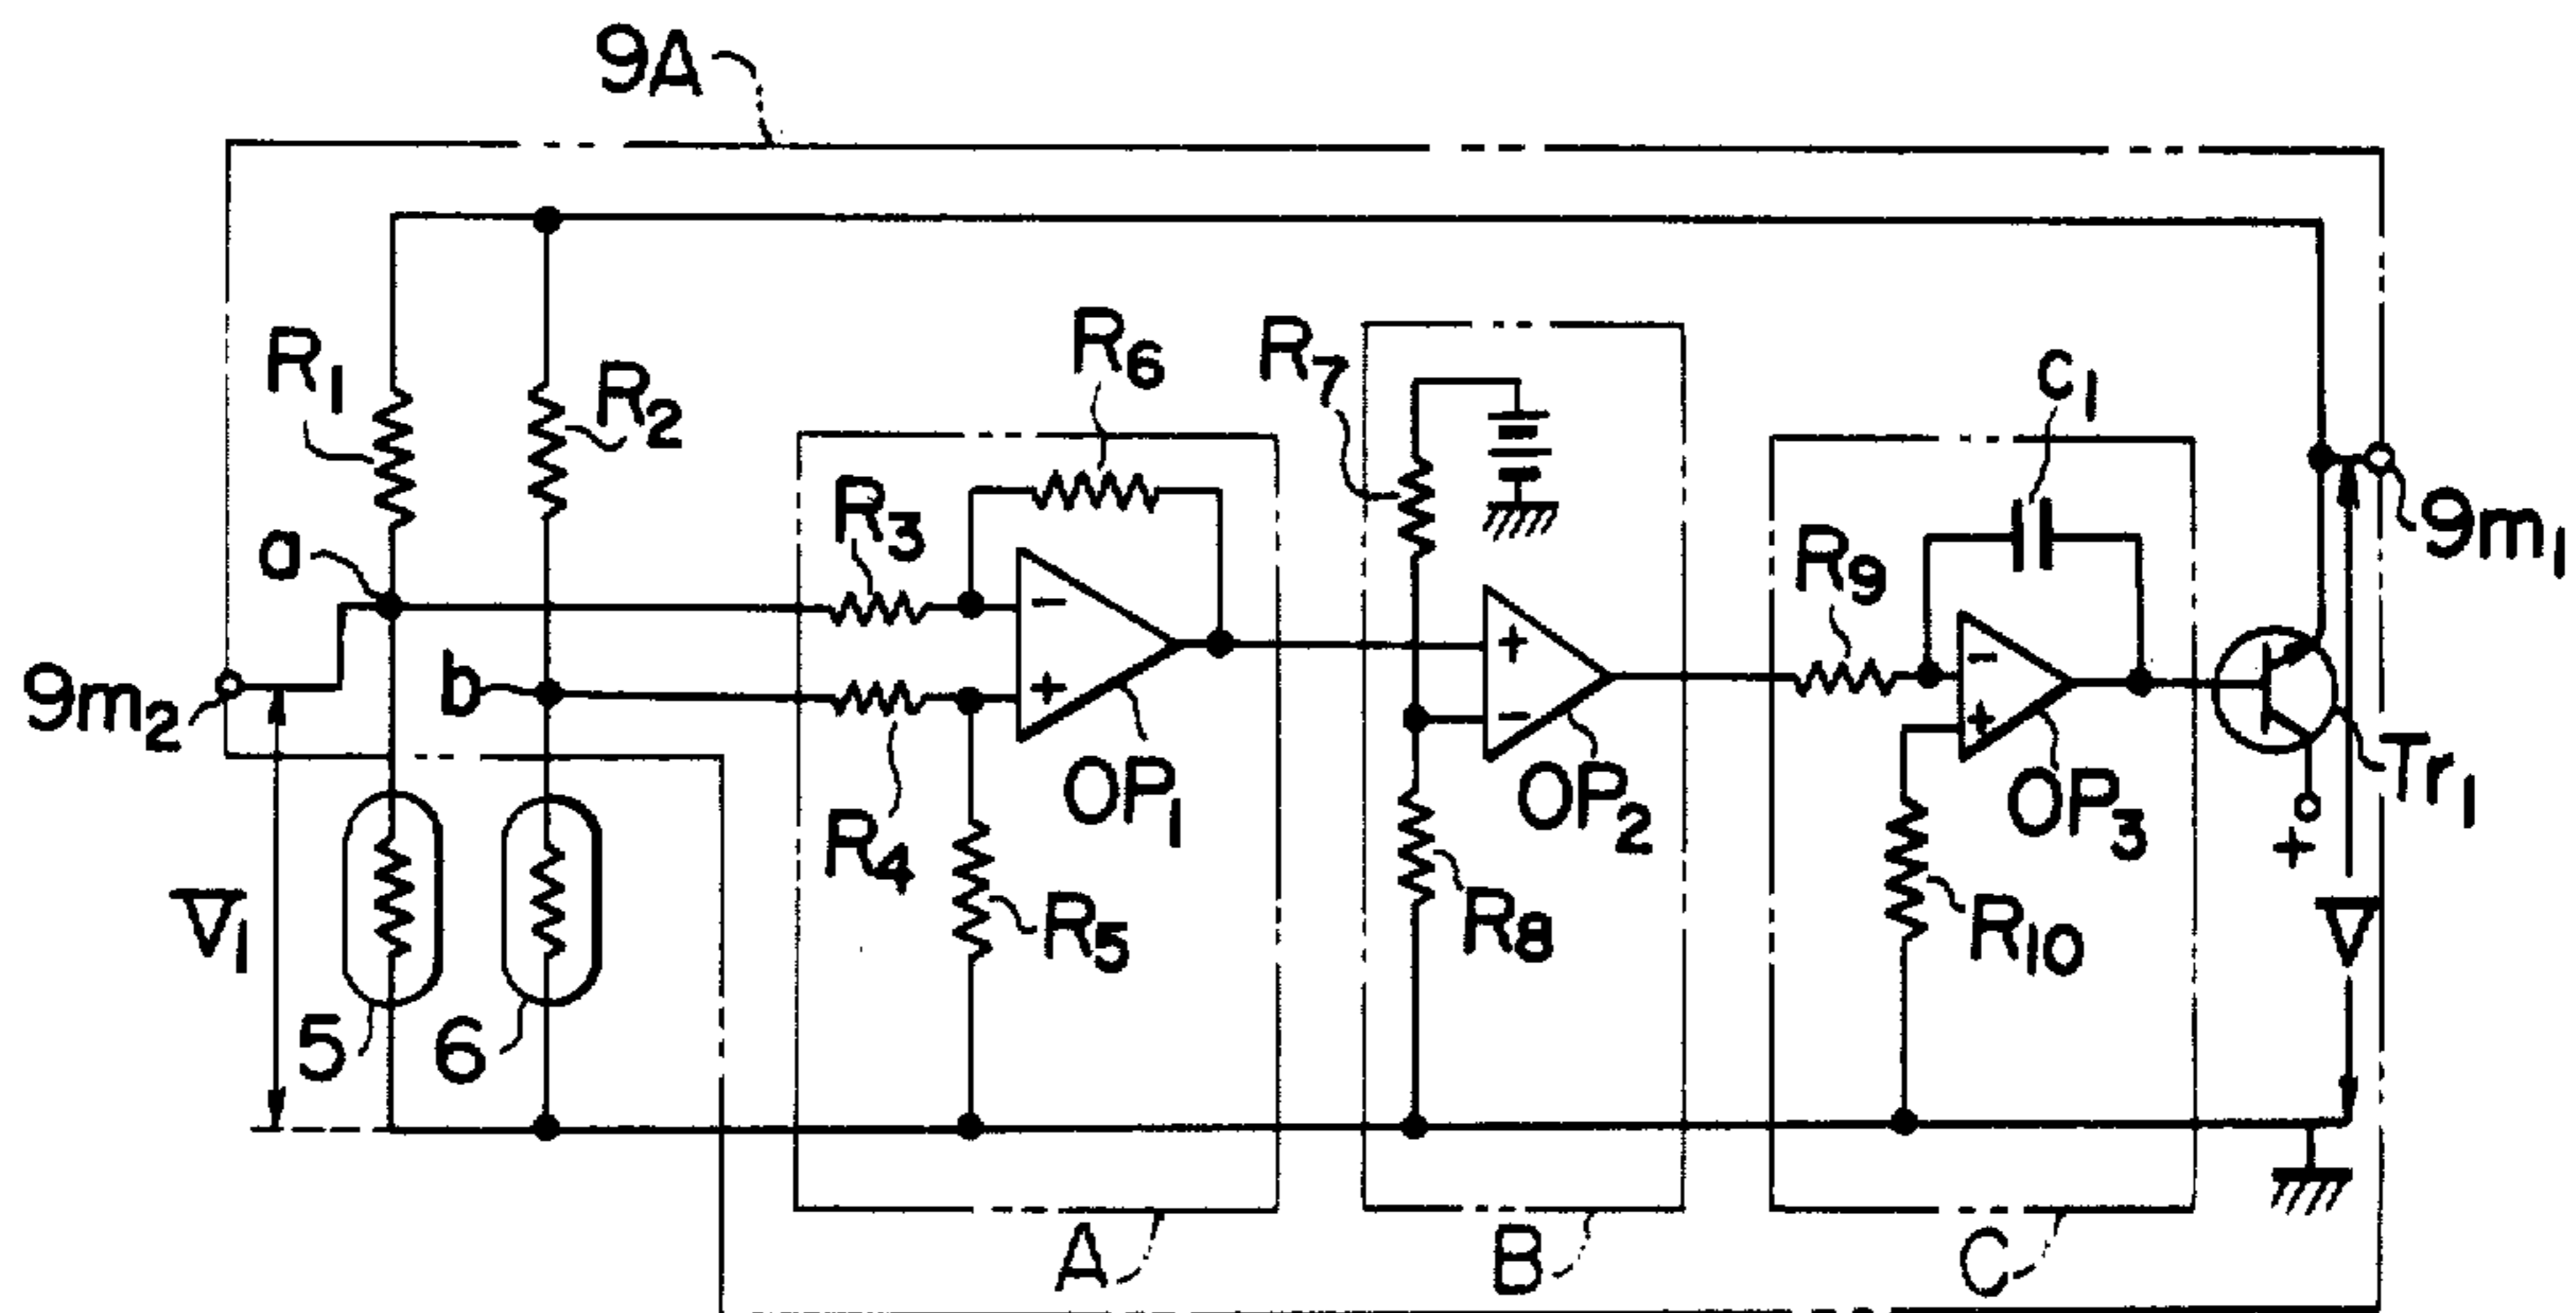 9A
R1
R2
R6
R7
C1
R3
R9
9m1
a
9m2
b
-
+
+
-
-
+
OP1
OP2
OP3
Tr1
+
R4
R5
R8
R10
V1
V
5
6
A
B
C